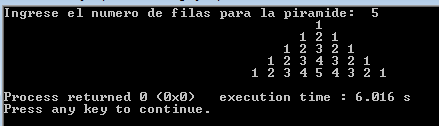 Ingrese el numero de filas para la piramide: 5
1
1 2 1
1 2 3 2 1
1 2 3 4 3 2 1
1 2 3 4 5 4 3 2 1
Process returned 0 (0x0) execution time : 6.016 s
Press any key to continue.